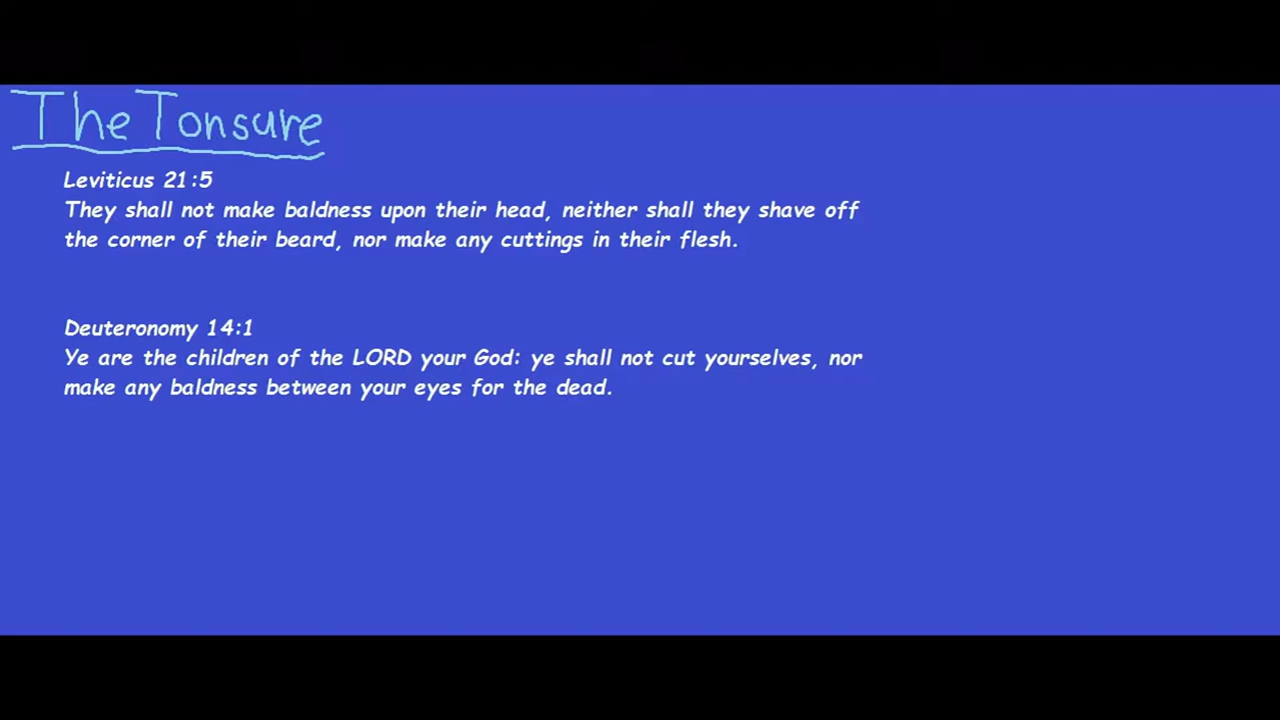 The Tonsure
Leviticus 21:5
They shall not make baldness upon their head, neither shall they shave off
the corner of their beard, nor make any cuttings in their flesh.
Deuteronomy 14:1
Ye are the children of the LORD your God: ye shall not cut yourselves, nor
make any baldness between your eyes for the dead.